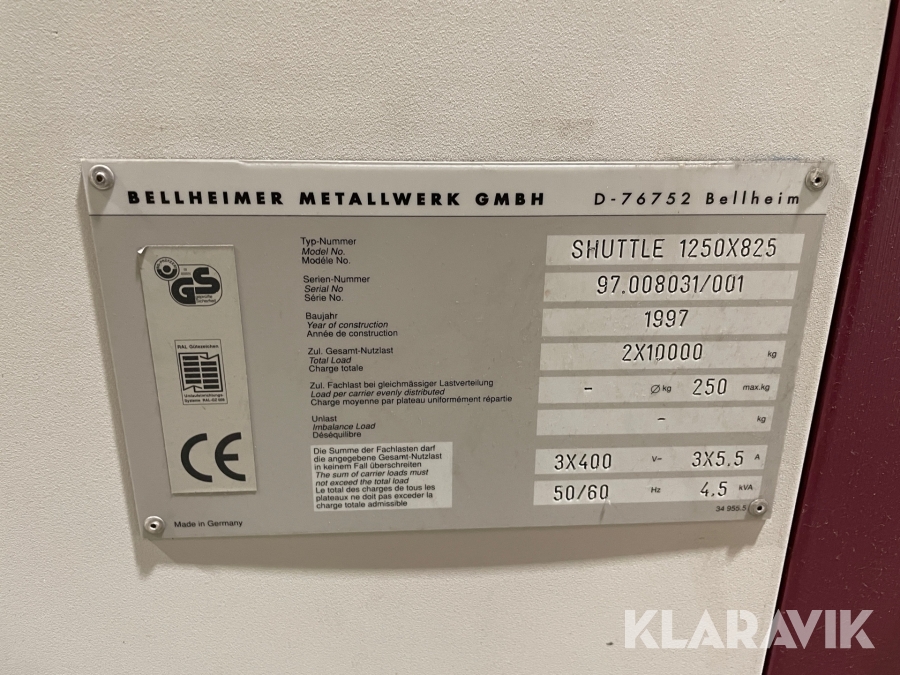 BELLHEIMER METALLWERK GMBH D-76752 Bellheim
Typ-Nummer
Model No.
Modéle No.
SHUTTLE 1250X825
Serien-Nummer
Serial No
Série No.
97.008031/001
Baujahr
Year of construction
Année de construction
1997
Zul. Gesamt-Nutzlast
Total Load
Charge totale
2X10000 kg
Zul. Fachlast bei gleichmässiger Lastverteilung
Load per carrier evenly distributed
Charge moyenne par plateau uniformément répartie
- Ø kg 250 max.kg
Unlast
Imbalance Load
Déséquilibre
- kg
Die Summe der Fachlasten darf
die angegebene Gesamt-Nutzlast
in keinem Fall überschreiten
The sum of carrier loads must
not exceed the total load
Le total des charges de tous les
plateaux ne doit pas exceder la
charge totale admissible
3X400 V~ 3X5,5 A
50/60 Hz 4,5 kVA
34 955.5
GS
geprüfte
Sicherheit
RAL Gütezeichen
CE
Made in Germany
KLARAVIK